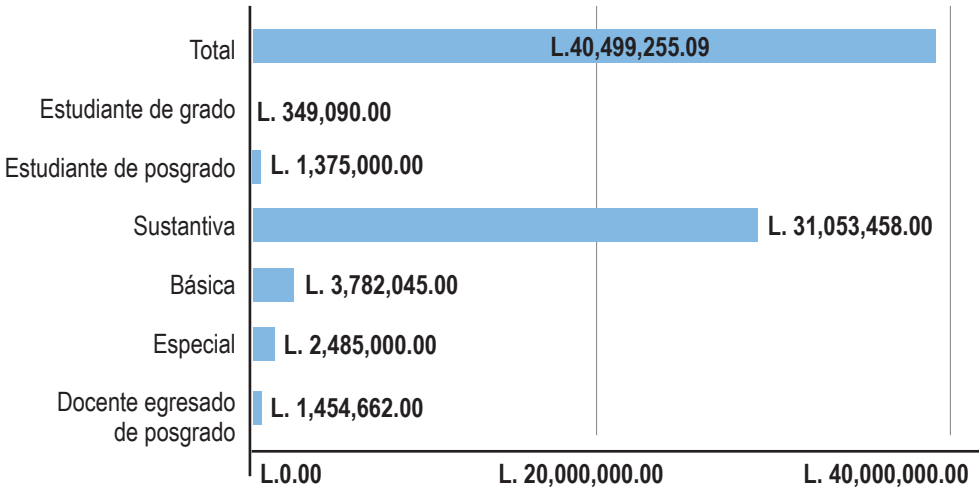 Total L.40,499,255.09
Estudiante de grado L. 349,090.00
Estudiante de posgrado L. 1,375,000.00
Sustantiva L. 31,053,458.00
Básica L. 3,782,045.00
Especial L. 2,485,000.00
Docente egresado
de posgrado L. 1,454,662.00
L.0.00 L. 20,000,000.00 L. 40,000,000.00